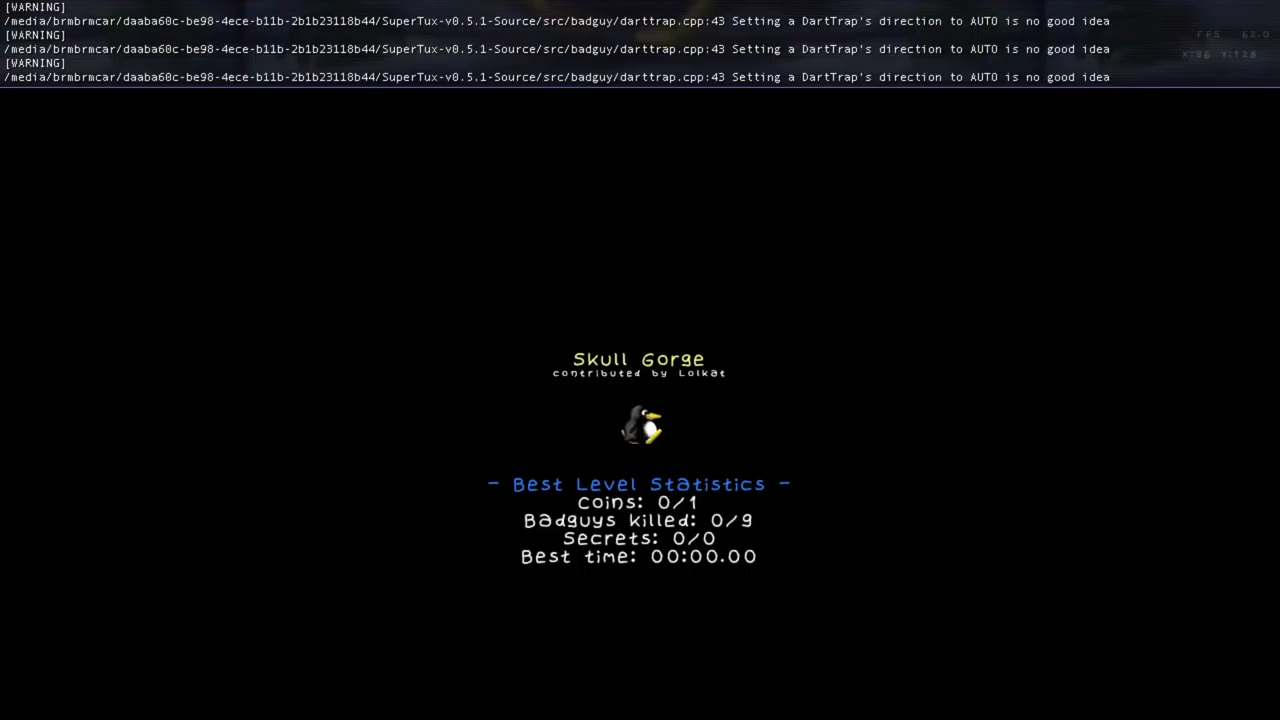 [WARNING]
/media/brmbrmcar/daaba60c-be98-4ece-b11b-2b1b23118b44/SuperTux-v0.5.1-Source/src/badguy/darttrap.cpp:43 Setting a DartTrap's direction to AUTO is no good idea
[WARNING]
/media/brmbrmcar/daaba60c-be98-4ece-b11b-2b1b23118b44/SuperTux-v0.5.1-Source/src/badguy/darttrap.cpp:43 Setting a DartTrap's direction to AUTO is no good idea
[WARNING]
/media/brmbrmcar/daaba60c-be98-4ece-b11b-2b1b23118b44/SuperTux-v0.5.1-Source/src/badguy/darttrap.cpp:43 Setting a DartTrap's direction to AUTO is no good idea
FPS 62.0
Skull Gorge
contributed by Lolkat
- Best Level Statistics -
Coins: 0/1
Badguys killed: 0/9
Secrets: 0/0
Best time: 00:00.00